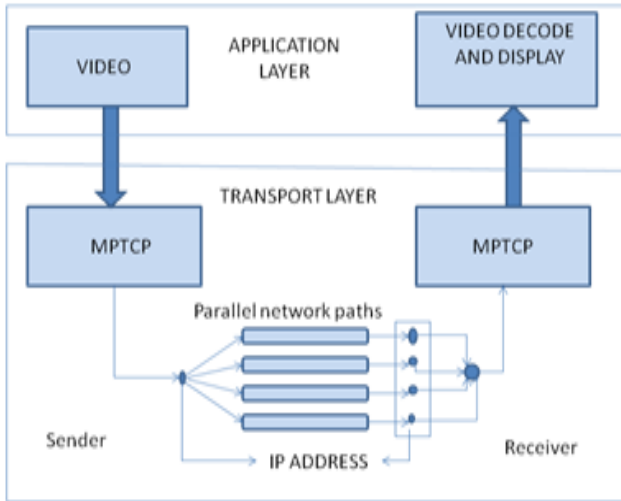 VIDEO
APPLICATION
LAYER
VIDEO DECODE
AND DISPLAY
TRANSPORT LAYER
MPTCP
MPTCP
Parallel network paths
Sender
IP ADDRESS
Receiver